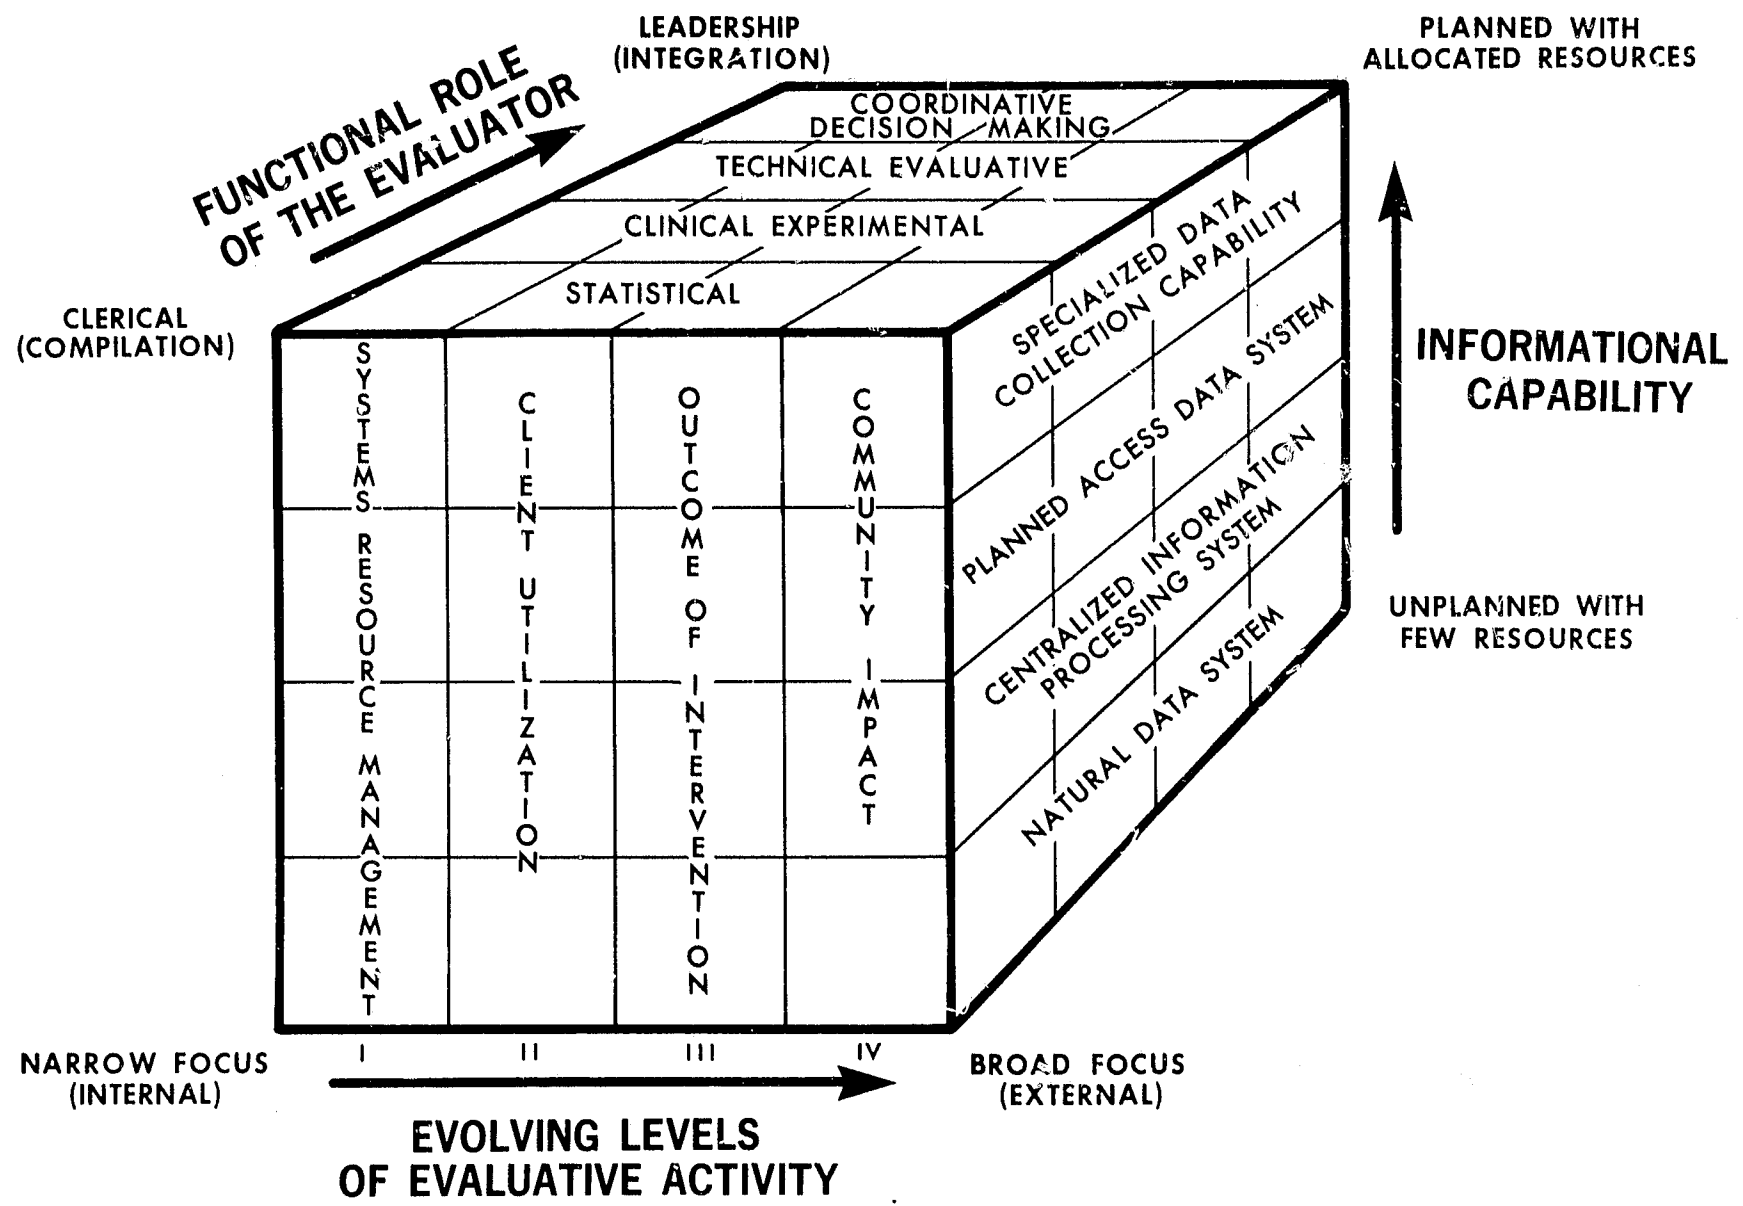 LEADERSHIP
(INTEGRATION)
PLANNED WITH
ALLOCATED RESOURCES
FUNCTIONAL ROLE
OF THE EVALUATOR
COORDINATIVE
DECISION MAKING
TECHNICAL EVALUATIVE
CLINICAL EXPERIMENTAL
STATISTICAL
CLERICAL
(COMPILATION)
SYSTEMS RESOURCE MANAGEMENT
CLIENT UTILIZATION
OUTCOME OF INTERVENTION
COMMUNITY IMPACT
SPECIALIZED DATA
COLLECTION CAPABILITY
PLANNED ACCESS DATA SYSTEM
CENTRALIZED INFORMATION
PROCESSING SYSTEM
NATURAL DATA SYSTEM
INFORMATIONAL
CAPABILITY
UNPLANNED WITH
FEW RESOURCES
NARROW FOCUS
(INTERNAL)
I II III IV
BROAD FOCUS
(EXTERNAL)
EVOLVING LEVELS
OF EVALUATIVE ACTIVITY